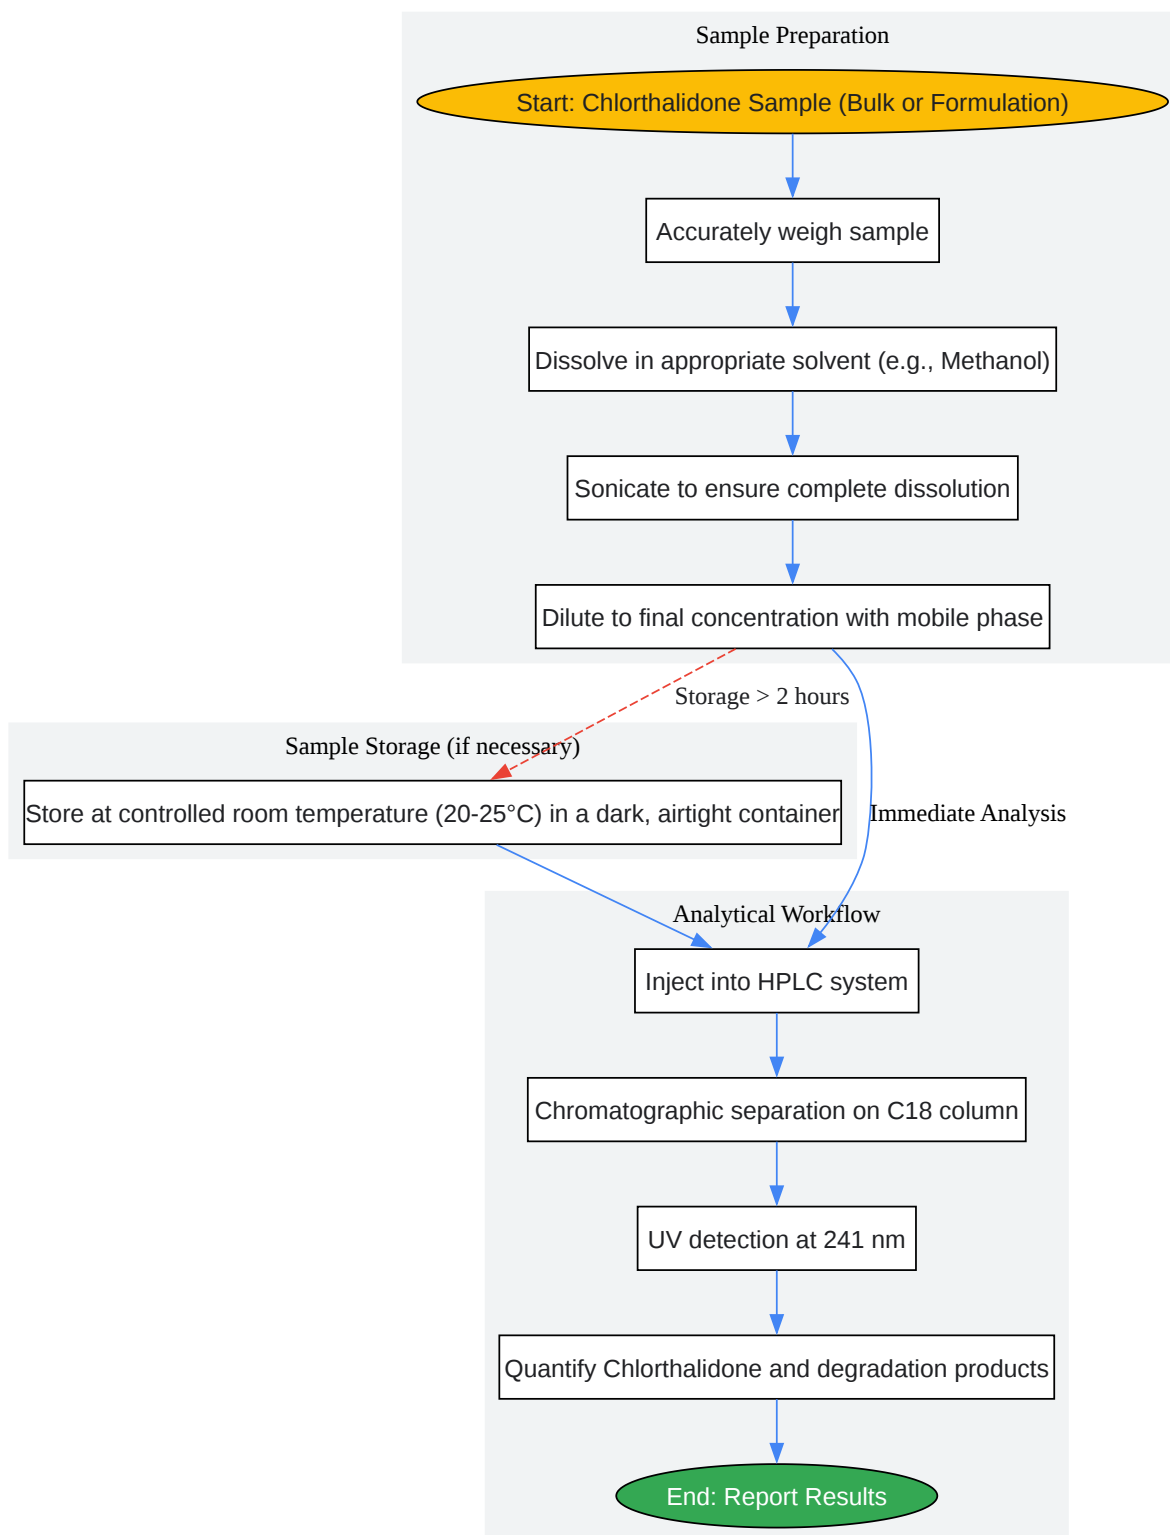 Sample Preparation
Start: Chlorthalidone Sample (Bulk or Formulation)
Accurately weigh sample
Dissolve in appropriate solvent (e.g., Methanol)
Sonicate to ensure complete dissolution
Dilute to final concentration with mobile phase
Storage > 2 hours
Sample Storage (if necessary)
Store at controlled room temperature (20-25°C) in a dark, airtight container
Immediate Analysis
Analytical Workflow
Inject into HPLC system
Chromatographic separation on C18 column
UV detection at 241 nm
Quantify Chlorthalidone and degradation products
End: Report Results